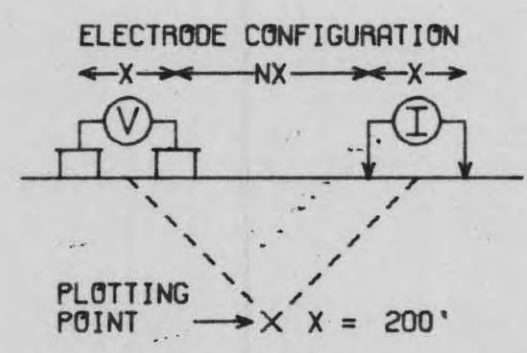 ELECTRODE CONFIGURATION
X NX X
V I
PLOTTING
POINT X X = 200'